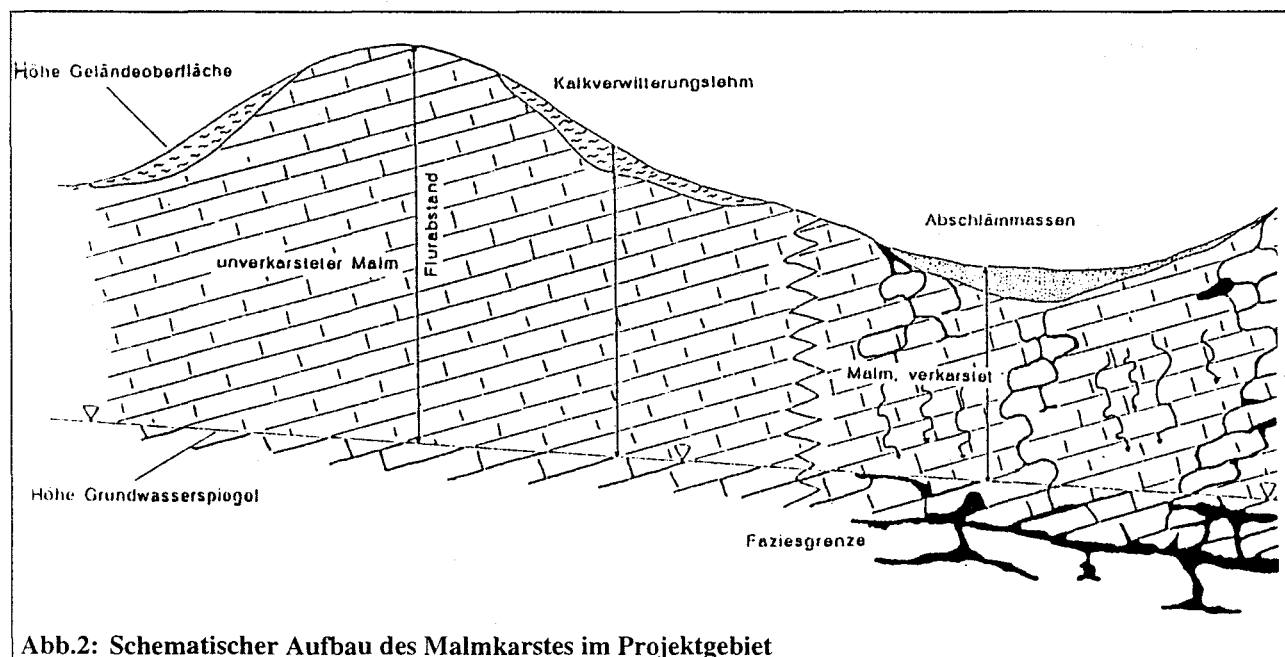 Höhe Geländeoberfläche
Kalkverwitterungslehm
Flurabstand
Abschlämmassen
unverkarsteter Malm
Malm, verkarstet
Höhe Grundwasserspiegel
Faziesgrenze
Abb.2: Schematischer Aufbau des Malmkarstes im Projektgebiet